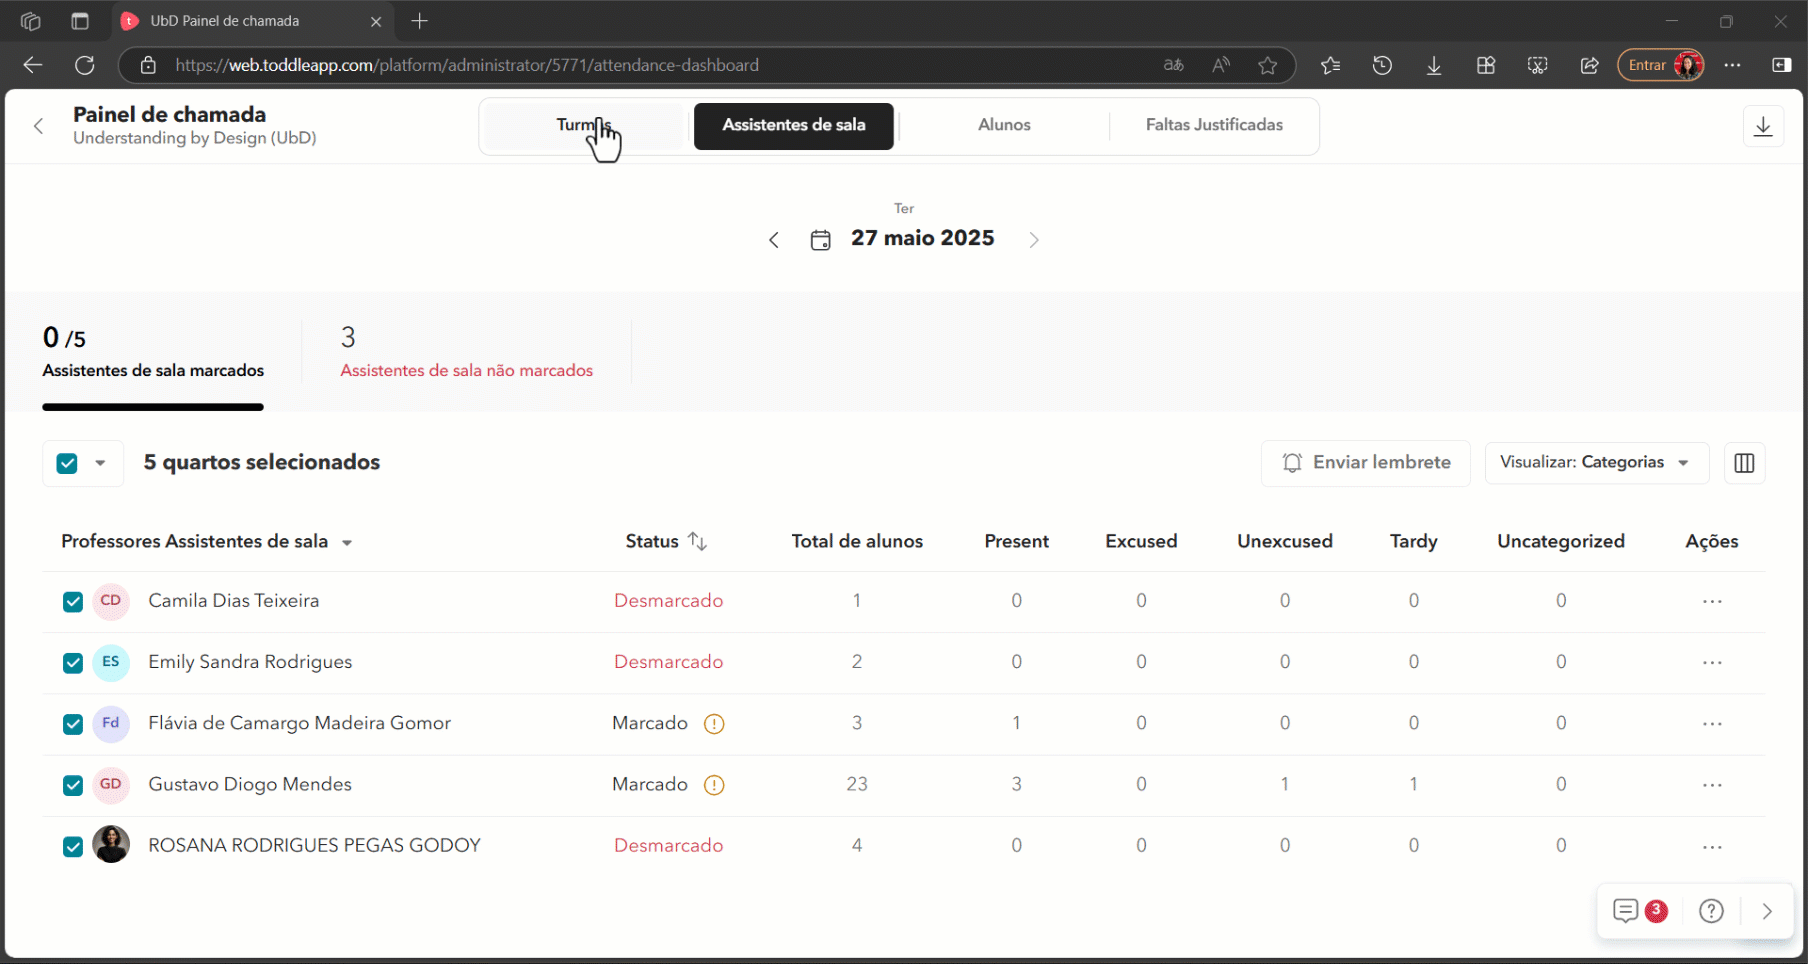 UbD Painel de chamada
https://web.toddleapp.com/platform/administrator/5771/attendance-dashboard
Entrar
Painel de chamada
Understanding by Design (UbD)
Assistentes de sala
Alunos
Faltas Justificadas
Ter
27 maio 2025
0 /5
Assistentes de sala marcados
3
Assistentes de sala não marcados
5 quartos selecionados
Enviar lembrete
Visualizar: Categorias
Professores Assistentes de sala Status Total de alunos Present Excused Unexcused Tardy Uncategorized Ações
CD Camila Dias Teixeira Desmarcado 1 0 0 0 0 0
ES Emily Sandra Rodrigues Desmarcado 2 0 0 0 0 0
Fd Flávia de Camargo Madeira Gomor Marcado 3 1 0 0 0 0
GD Gustavo Diogo Mendes Marcado 23 3 0 1 1 0
ROSANA RODRIGUES PEGAS GODOY Desmarcado 4 0 0 0 0 0
3